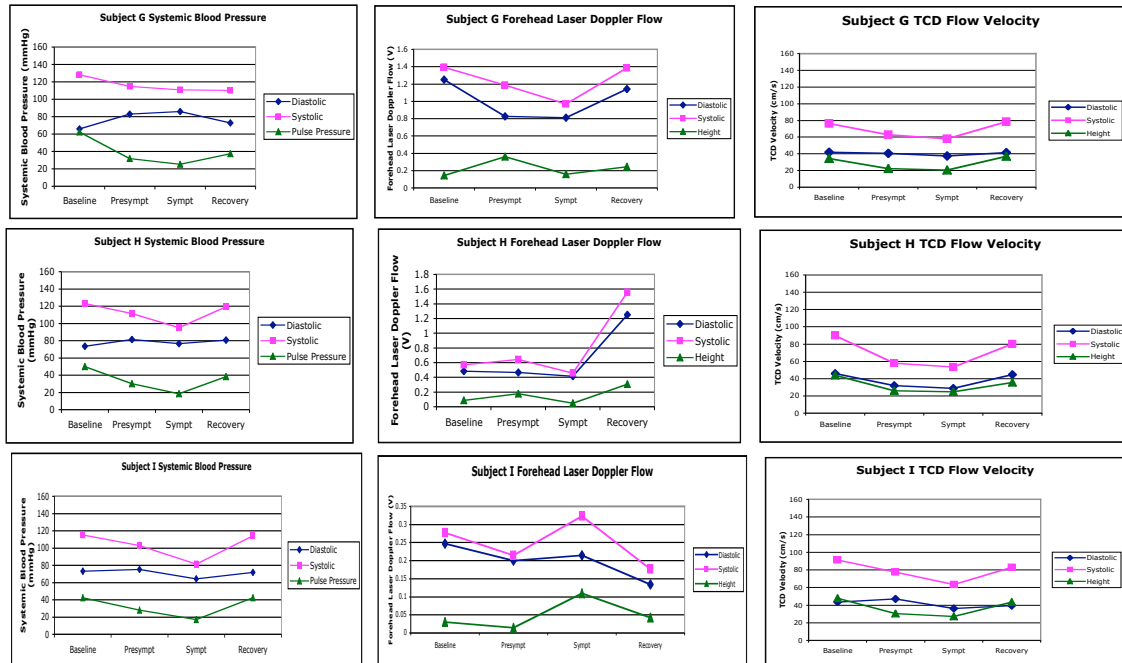 Subject G Systemic Blood Pressure
Systemic Blood Pressure (mmHg)
160
140
120
100
80
60
40
20
0
Baseline Presympt Sympt Recovery
Diastolic
Systolic
Pulse Pressure
Subject G Forehead Laser Doppler Flow
Forehead Laser Doppler Flow (V)
1.6
1.4
1.2
1
0.8
0.6
0.4
0.2
0
Baseline Presympt Sympt Recovery
Diastolic
Systolic
Height
Subject G TCD Flow Velocity
TCD Velocity (cm/s)
160
140
120
100
80
60
40
20
0
Baseline Presympt Sympt Recovery
Diastolic
Systolic
Height
Subject H Systemic Blood Pressure
Systemic Blood Pressure
(mmHg)
160
140
120
100
80
60
40
20
0
Baseline Presympt Sympt Recovery
Diastolic
Systolic
Pulse Pressure
Subject H Forehead Laser Doppler Flow
Forehead Laser Doppler Flow
(V)
1.8
1.6
1.4
1.2
1
0.8
0.6
0.4
0.2
0
Baseline Presympt Sympt Recovery
Diastolic
Systolic
Height
Subject H TCD Flow Velocity
TCD Velocity (cm/s)
160
140
120
100
80
60
40
20
0
Baseline Presympt Sympt Recovery
Diastolic
Systolic
Height
Subject I Systemic Blood Pressure
Systemic Blood Pressure
(mmHg)
160
140
120
100
80
60
40
20
0
Baseline Presympt Sympt Recovery
Diastolic
Systolic
Pulse Pressure
Subject I Forehead Laser Doppler Flow
Forehead Laser Doppler Flow (V)
0.35
0.3
0.25
0.2
0.15
0.1
0.05
0
Baseline Presympt Sympt Recovery
Diastolic
Systolic
Height
Subject I TCD Flow Velocity
TCD Velocity (cm/s)
160
140
120
100
80
60
40
20
0
Baseline Presympt Sympt Recovery
Diastolic
Systolic
Height